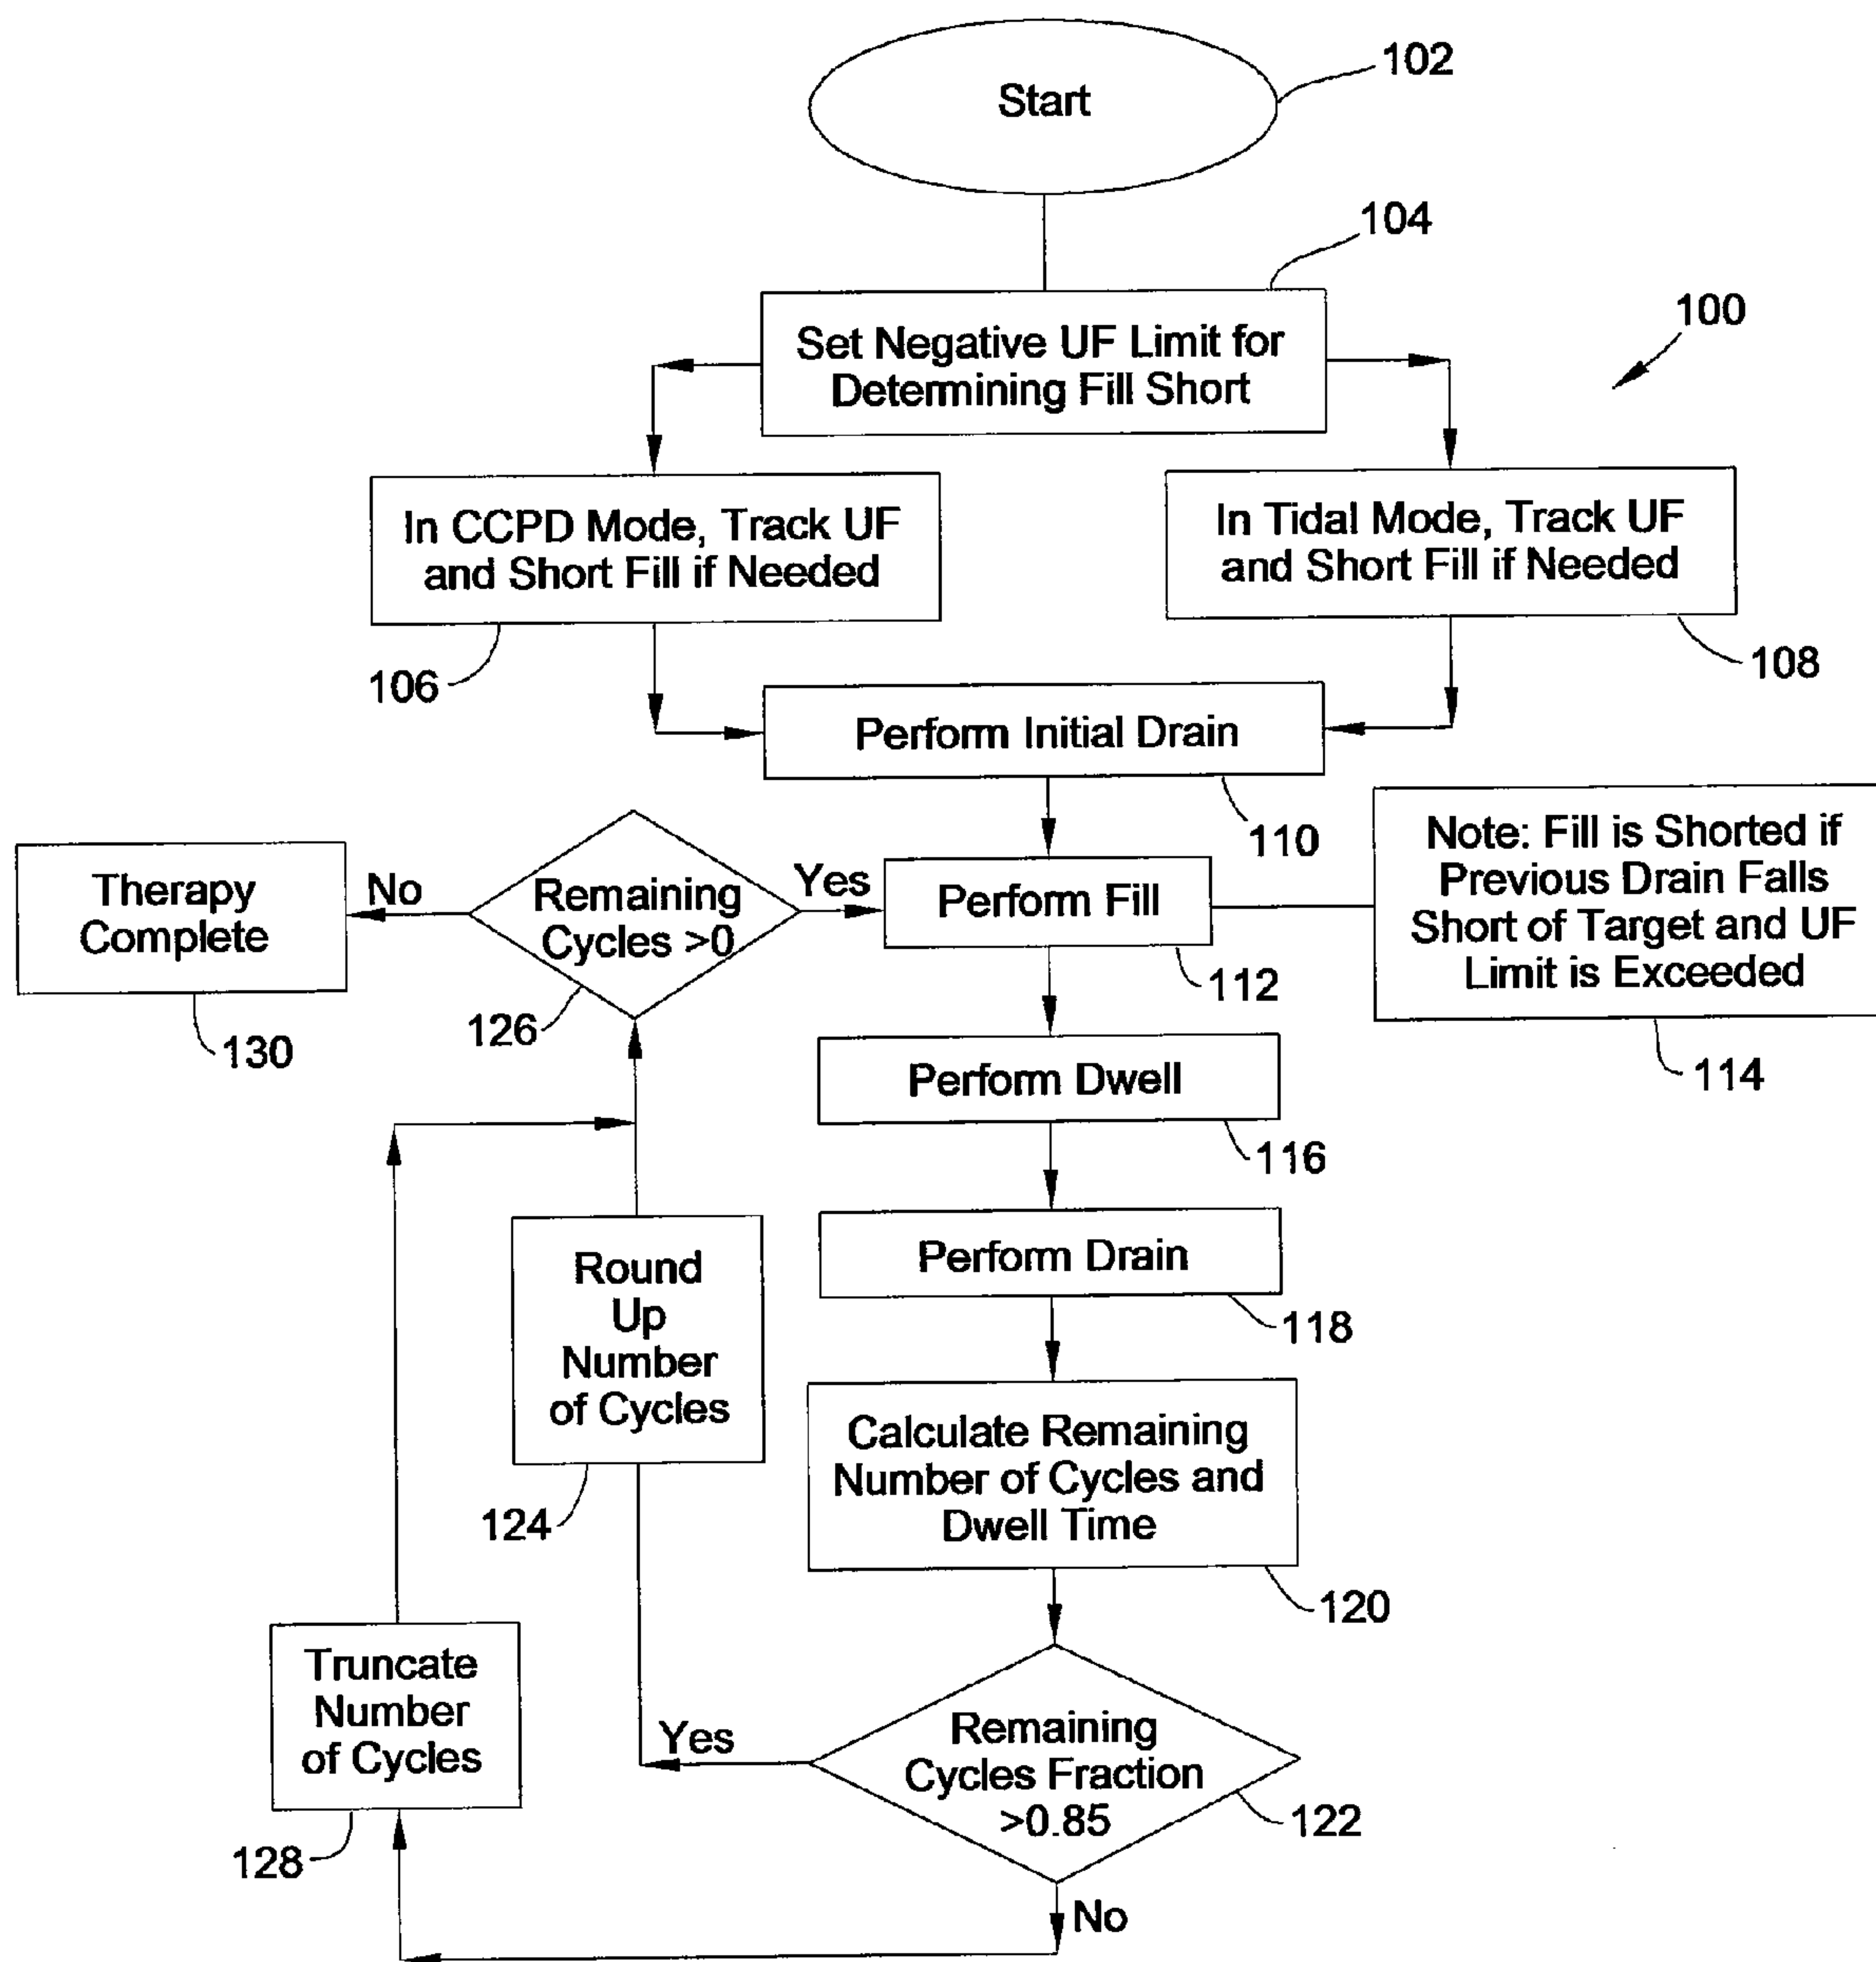 Start
102
104
Set Negative UF Limit for
Determining Fill Short
100
In CCPD Mode, Track UF
and Short Fill if Needed
106
In Tidal Mode, Track UF
and Short Fill if Needed
108
Perform Initial Drain
110
Therapy
Complete
130
No
Remaining
Cycles >0
126
Yes
Perform Fill
112
Note: Fill is Shorted if
Previous Drain Falls
Short of Target and UF
Limit is Exceeded
114
Perform Dwell
116
Perform Drain
118
Round
Up
Number
of Cycles
124
Calculate Remaining
Number of Cycles and
Dwell Time
120
Truncate
Number
of Cycles
128
Yes
Remaining
Cycles Fraction
>0.85
122
No